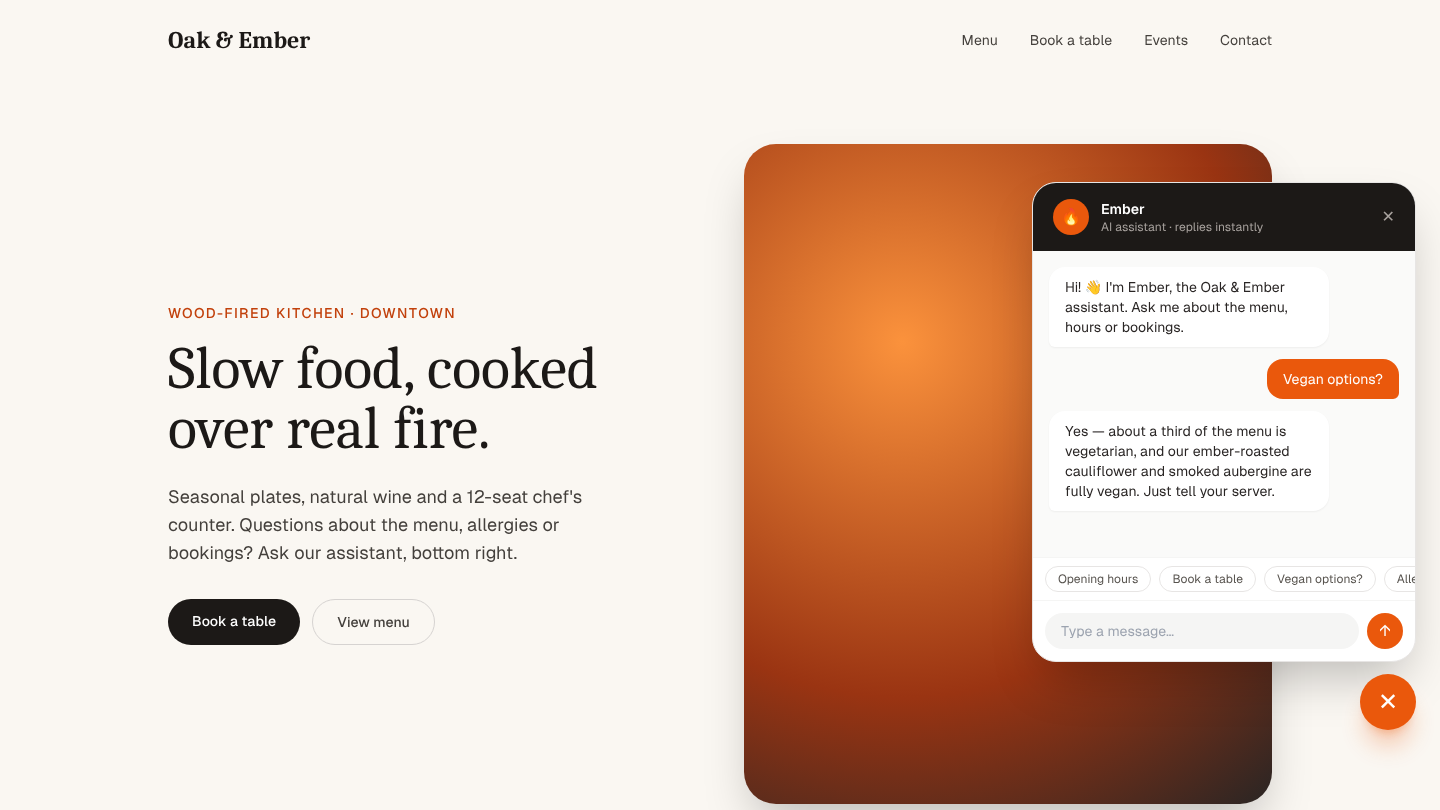 Oak & Ember
Menu
Book a table
Events
Contact
WOOD-FIRED KITCHEN · DOWNTOWN
Slow food, cooked
over real fire.
Seasonal plates, natural wine and a 12-seat chef's
counter. Questions about the menu, allergies or
bookings? Ask our assistant, bottom right.
Book a table
View menu
Ember
AI assistant · replies instantly
Hi! 👋 I'm Ember, the Oak & Ember
assistant. Ask me about the menu,
hours or bookings.
Vegan options?
Yes — about a third of the menu is
vegetarian, and our ember-roasted
cauliflower and smoked aubergine are
fully vegan. Just tell your server.
Opening hours
Book a table
Vegan options?
Type a message…